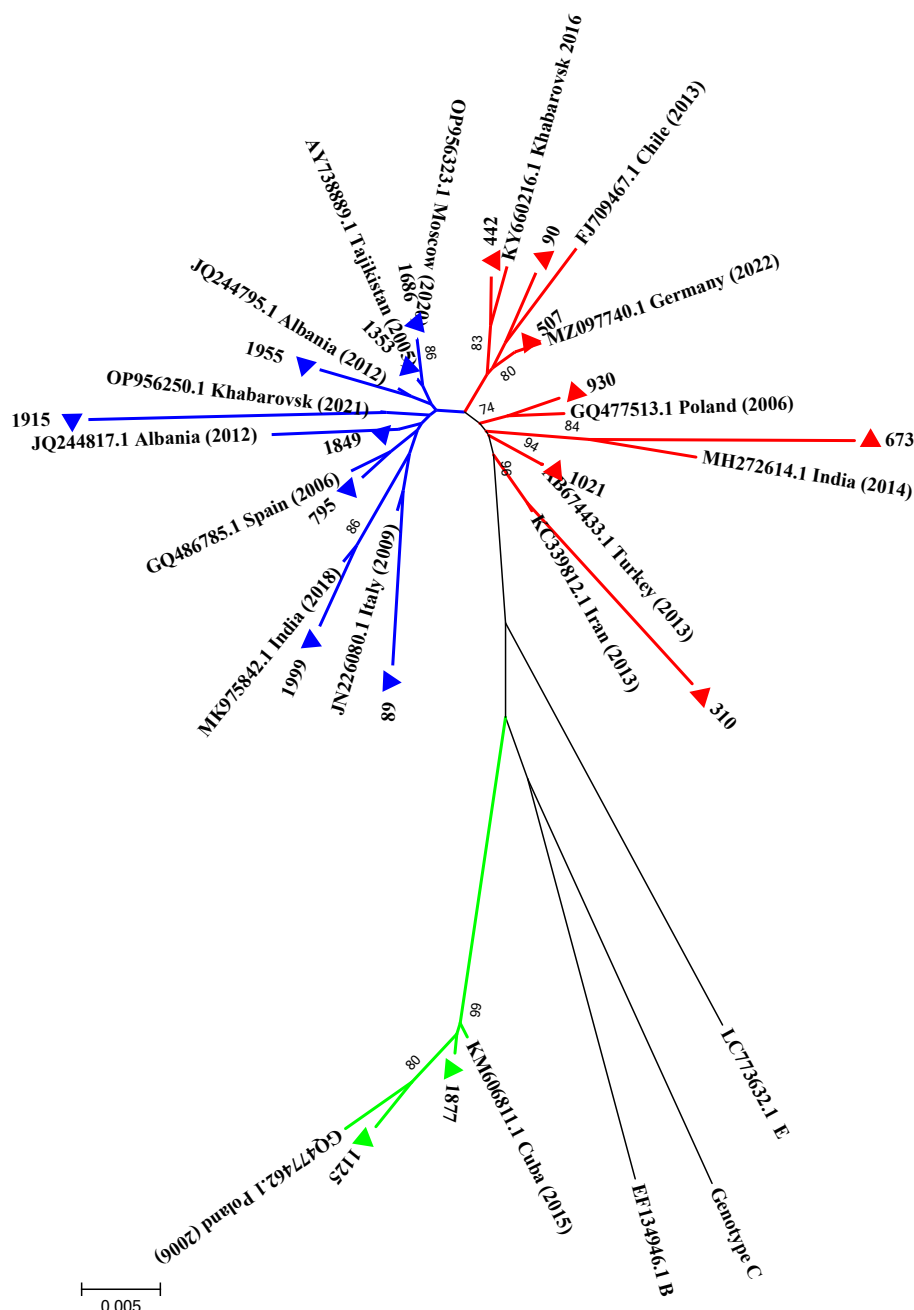 OP956323.1 Moscow (2020)
KY660216.1 Khabarovsk 2016
FJ709467.1 Chile (2013)
AY738889.1 Tajikistan (2005)
442
90
1686
JQ244795.1 Albania (2012)
1353
86
83
507
MZ097740.1 Germany (2022)
1955
80
OP956250.1 Khabarovsk (2021)
930
74
GQ477513.1 Poland (2006)
1915
84
673
JQ244817.1 Albania (2012)
1849
94
MH272614.1 India (2014)
96
1021
GQ486785.1 Spain (2006)
795
AB674433.1 Turkey (2013)
86
KC339812.1 Iran (2013)
MK975842.1 India (2018)
JN226080.1 Italy (2009)
1999
89
310
99
80
KM606811.1 Cuba (2015)
1877
LC773632.1 E
1125
GQ477462.1 Poland (2006)
EF134946.1 B
Genotype C
0.005